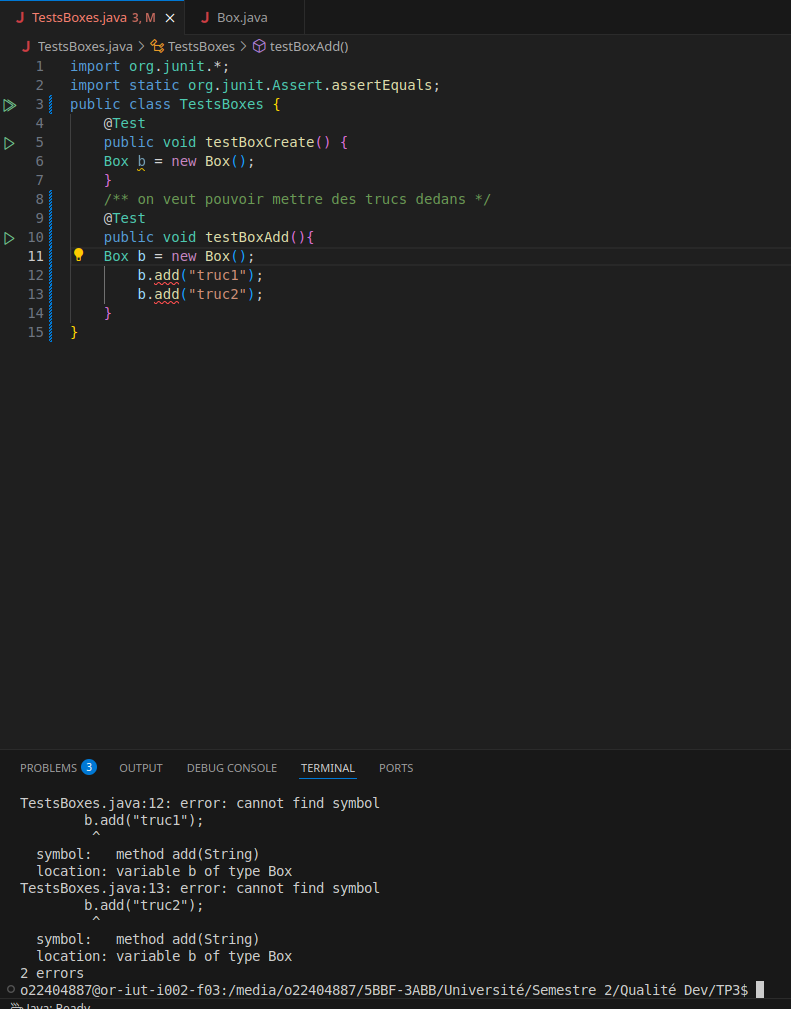 TestsBoxes.java 3, M
Box.java
TestsBoxes.java > TestsBoxes > testBoxAdd()
1 import org.junit.*;
2 import static org.junit.Assert.assertEquals;
3 public class TestsBoxes {
4     @Test
5     public void testBoxCreate() {
6     Box b = new Box();
7     }
8     /** on veut pouvoir mettre des trucs dedans */
9     @Test
10     public void testBoxAdd(){
11     Box b = new Box();
12         b.add("truc1");
13         b.add("truc2");
14     }
15 }
PROBLEMS 3 OUTPUT DEBUG CONSOLE TERMINAL PORTS
TestsBoxes.java:12: error: cannot find symbol
        b.add("truc1");
         ^
  symbol:   method add(String)
  location: variable b of type Box
TestsBoxes.java:13: error: cannot find symbol
        b.add("truc2");
         ^
  symbol:   method add(String)
  location: variable b of type Box
2 errors
o22404887@or-iut-i002-f03:/media/o22404887/5BBF-3ABB/Université/Semestre 2/Qualité Dev/TP3$
Java: Ready